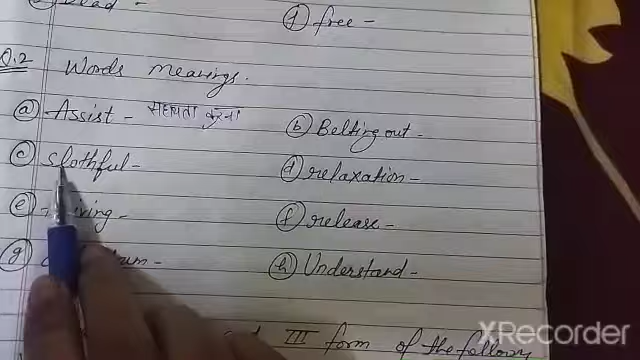 (f) free -
Q.2 Words Meanings.
(a) Assist - सहायता करना
(b) Belting out -
(c) slothful -
(d) relaxation -
(e)
(f) release -
(g)
(h) Understand -
III form of the following
XRecorder